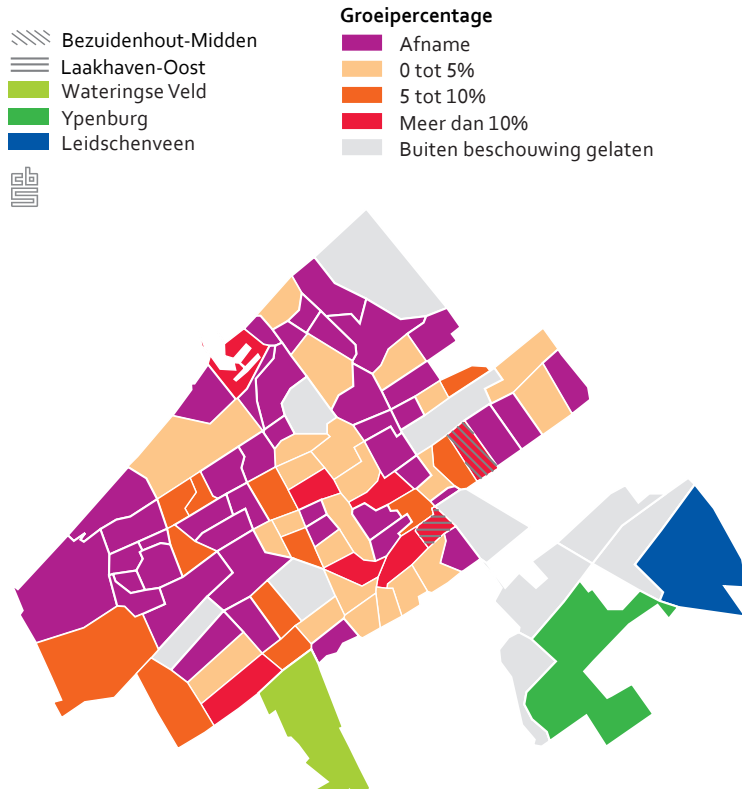 Bezuidenhout-Midden
Laakhaven-Oost
Wateringse Veld
Ypenburg
Leidschenveen
Groeipercentage
Afname
0 tot 5%
5 tot 10%
Meer dan 10%
Buiten beschouwing gelaten